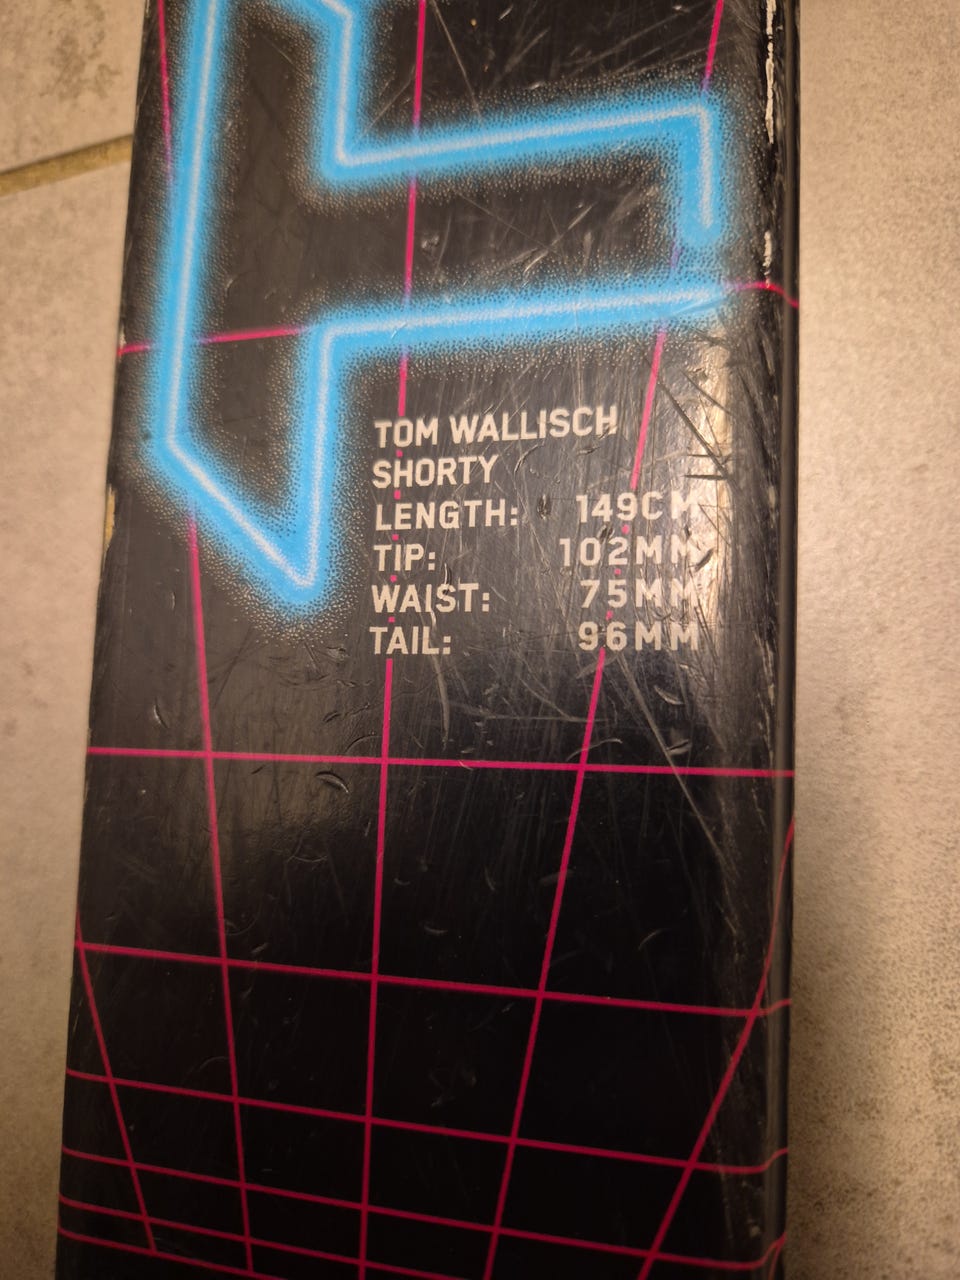 TOM WALLISCH
SHORTY
LENGTH: 149CM
TIP: 102MM
WAIST: 75MM
TAIL: 96MM